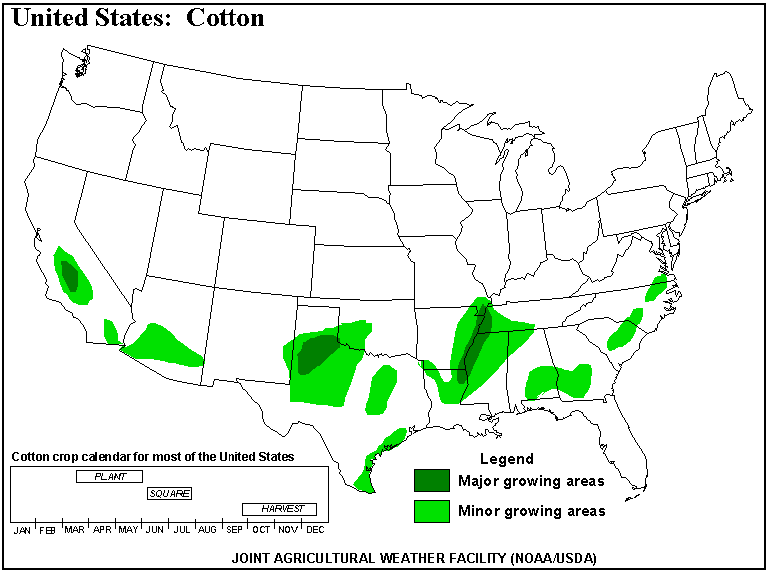 United States: Cotton
Cotton crop calendar for most of the United States
PLANT
SQUARE
HARVEST
JAN FEB MAR APR MAY JUN JUL AUG SEP OCT NOV DEC
Legend
Major growing areas
Minor growing areas
JOINT AGRICULTURAL WEATHER FACILITY (NOAA/USDA)